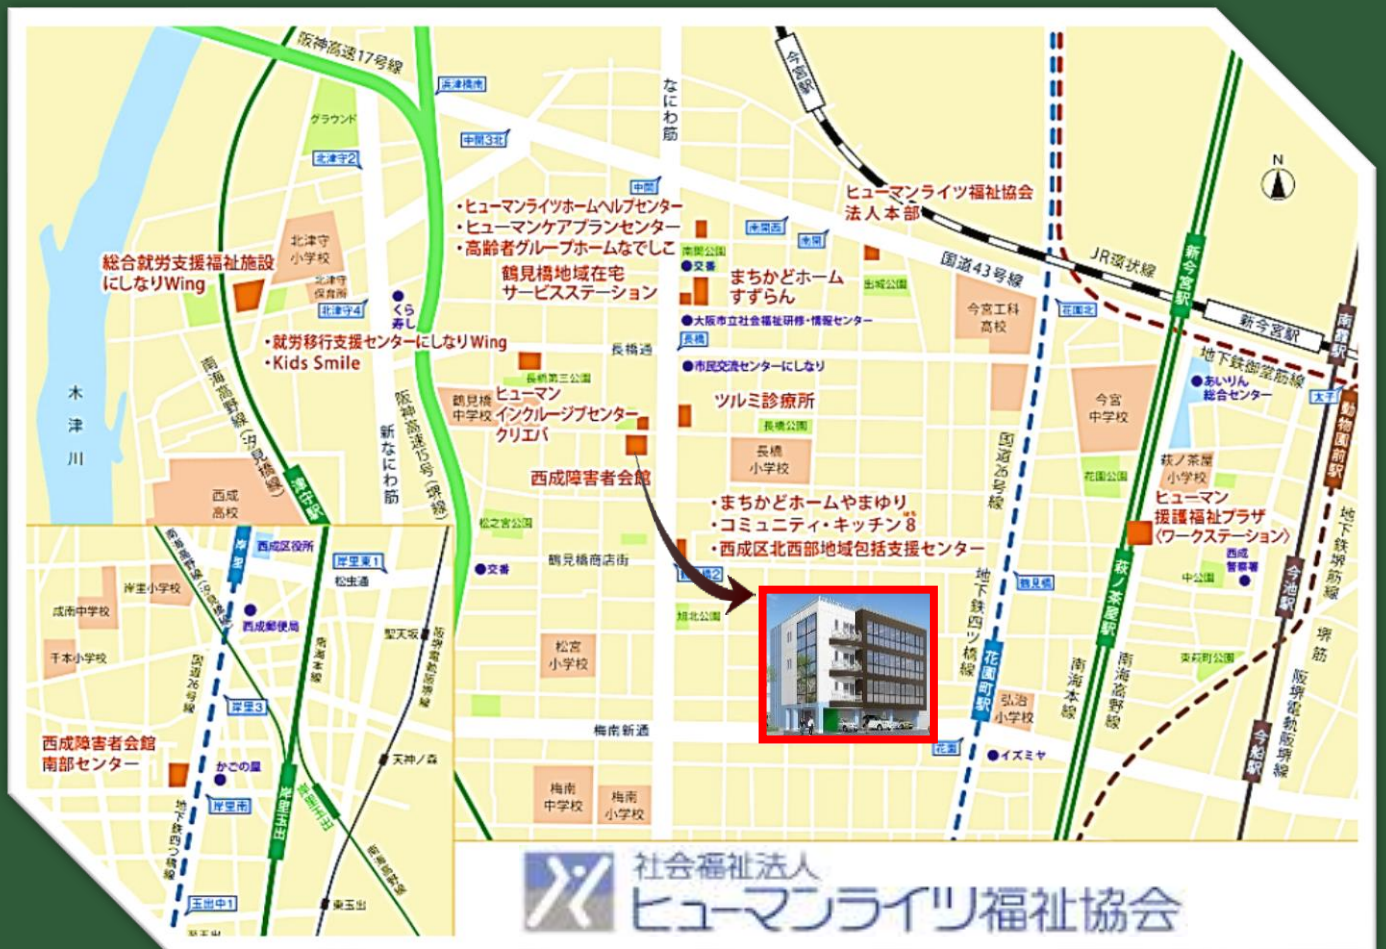 阪神高速17号線
浜津橋南
今宮駅
なにわ筋
グラウンド
中開3北
北津守2
中開
N
・ヒューマンライツホームヘルプセンター
・ヒューマンケアプランセンター
・高齢者グループホームなでしこ
ヒューマンライツ福祉協会
法人本部
南開西
南開
南開公園
交番
北津守
小学校
北津守
保育所
北津守4
総合就労支援福祉施設
にしなりWing
くら
寿し
鶴見橋地域在宅
サービスステーション
まちかどホーム
すずらん
出城公園
国道43号線
JR環状線
新今宮駅
新今宮駅
今宮工科
高校
花園北
地下鉄御堂筋線
大阪市立社会福祉研修・情報センター
長橋
長橋通
市民交流センターにしなり
・就労移行支援センターにしなりWing
・Kids Smile
南海高野線(汐見橋線)
木津川
阪神高速15号(堺線)
新なにわ筋
長橋第三公園
鶴見橋
中学校
ヒューマン
インクルージブセンター
クリエバ
ツルミ診療所
長橋公園
長橋
小学校
国道26号線
今宮
中学校
あいりん
総合センター
太子
動物園前駅
萩ノ茶屋
小学校
花園公園
西成障害者会館
西成
高校
津守駅
松之宮公園
・まちかどホームやまゆり
・コミュニティ・キッチン 8
・西成区北西部地域包括支援センター
ヒューマン
援護福祉プラザ
(ワークステーション)
西成
警察署
中公園
鶴見橋商店街
交番
旭北公園
鶴見橋
地下鉄四ツ橋線
花園町駅
萩ノ茶屋駅
今池駅
地下鉄堺筋線
堺筋
阪堺電軌阪堺線
今船駅
東萩町公園
南海本線
南海高野線
弘治
小学校
松宮
小学校
梅南新通
花園
イズミヤ
梅南
中学校
梅南
小学校
南海高野線(汐見橋線)
岸里
西成区役所
岸里東1
松虫通
岸里小学校
成南中学校
千本小学校
西成郵便局
聖天坂
阪堺電軌阪堺線
国道26号線
南海本線
岸里3
西成障害者会館
南部センター
かごの屋
岸里南
天神ノ森
岸里玉出
地下鉄四つ橋線
南海高野線
玉出中1
東玉出
社会福祉法人
ヒューマンライツ福祉協会